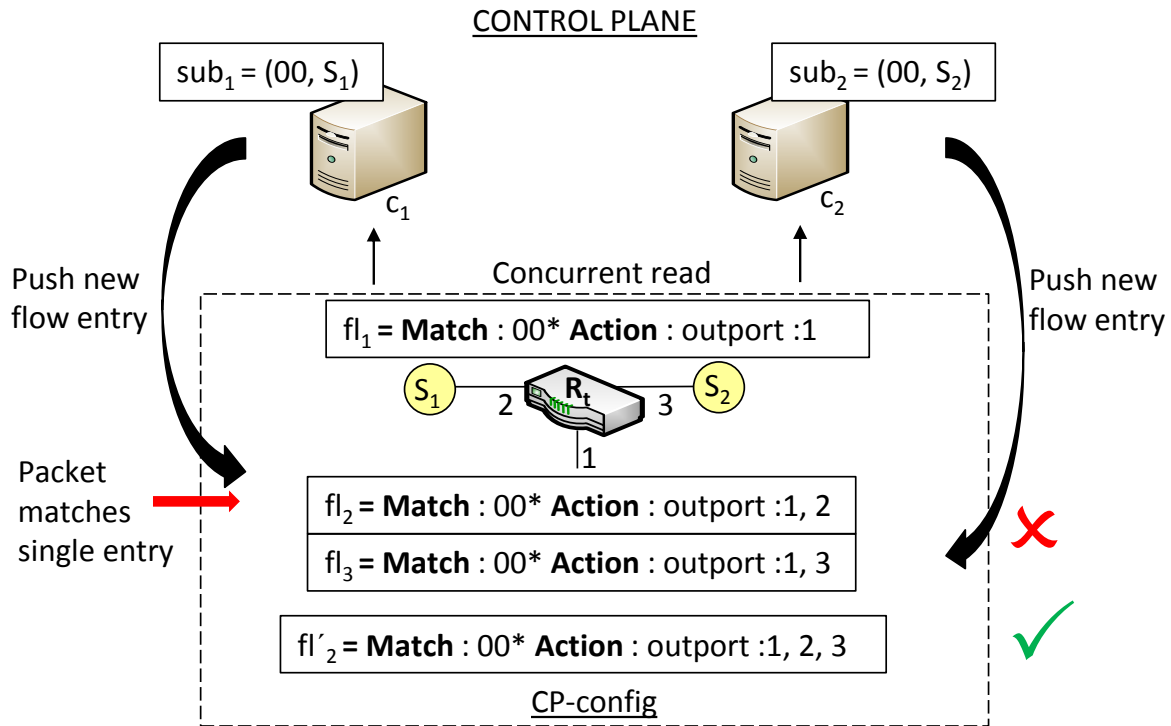 CONTROL PLANE
sub₁ = (00, S₁)
sub₂ = (00, S₂)
c₁
c₂
Push new
flow entry
Concurrent read
Push new
flow entry
fl₁ = Match : 00* Action : outport :1
S₁
2
Rₜ
3
S₂
1
Packet
matches
single entry
fl₂ = Match : 00* Action : outport :1, 2
fl₃ = Match : 00* Action : outport :1, 3
fl´₂ = Match : 00* Action : outport :1, 2, 3
CP-config